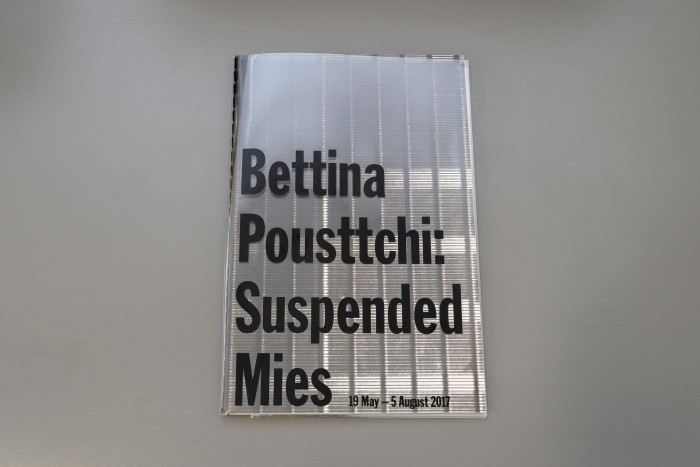 Bettina
Pousttchi:
Suspended
Mies
19 May – 5 August 2017